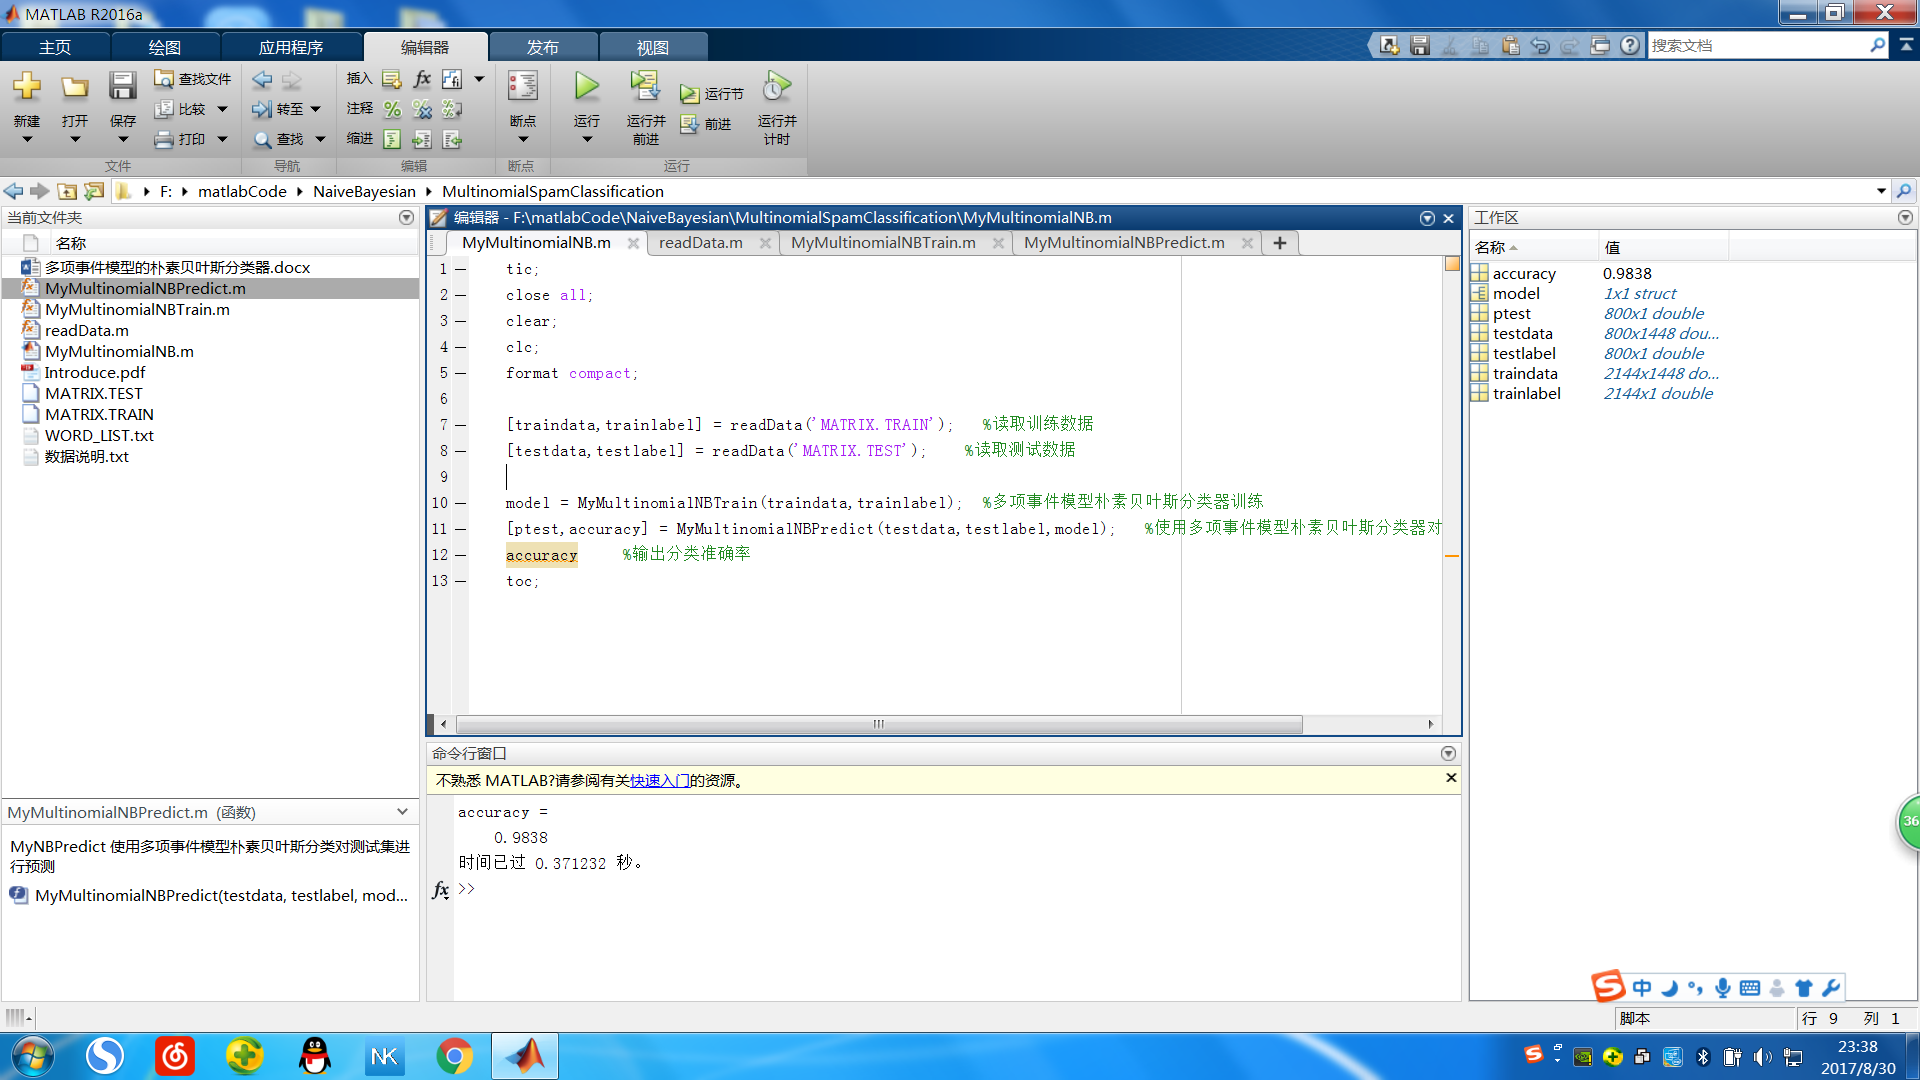 MATLAB R2016a
主页 绘图 应用程序 编辑器 发布 视图
搜索文档
新建 打开 保存 查找文件 比较 打印
转至 查找
插入 注释 缩进
断点
运行 运行并前进 运行节 前进 运行并计时
文件 导航 编辑 断点 运行
F: matlabCode NaiveBayesian MultinomialSpamClassification
当前文件夹
名称
多项事件模型的朴素贝叶斯分类器.docx
MyMultinomialNBPredict.m
MyMultinomialNBTrain.m
readData.m
MyMultinomialNB.m
Introduce.pdf
MATRIX.TEST
MATRIX.TRAIN
WORD_LIST.txt
数据说明.txt
MyMultinomialNBPredict.m (函数)
MyNBPredict 使用多项事件模型朴素贝叶斯分类对测试集进
行预测
MyMultinomialNBPredict(testdata, testlabel, mod...
编辑器 - F:\matlabCode\NaiveBayesian\MultinomialSpamClassification\MyMultinomialNB.m
MyMultinomialNB.m readData.m MyMultinomialNBTrain.m MyMultinomialNBPredict.m
1 tic;
2 close all;
3 clear;
4 clc;
5 format compact;
6
7 [traindata,trainlabel] = readData('MATRIX.TRAIN'); %读取训练数据
8 [testdata,testlabel] = readData('MATRIX.TEST'); %读取测试数据
9
10 model = MyMultinomialNBTrain(traindata,trainlabel); %多项事件模型朴素贝叶斯分类器训练
11 [ptest,accuracy] = MyMultinomialNBPredict(testdata,testlabel,model); %使用多项事件模型朴素贝叶斯分类器对
12 accuracy %输出分类准确率
13 toc;
命令行窗口
不熟悉 MATLAB?请参阅有关快速入门的资源。
accuracy =
0.9838
时间已过 0.371232 秒。
fx >>
工作区
名称 值
accuracy 0.9838
model 1x1 struct
ptest 800x1 double
testdata 800x1448 dou...
testlabel 800x1 double
traindata 2144x1448 do...
trainlabel 2144x1 double
36
中
脚本 行 9 列 1
NK
23:38
2017/8/30